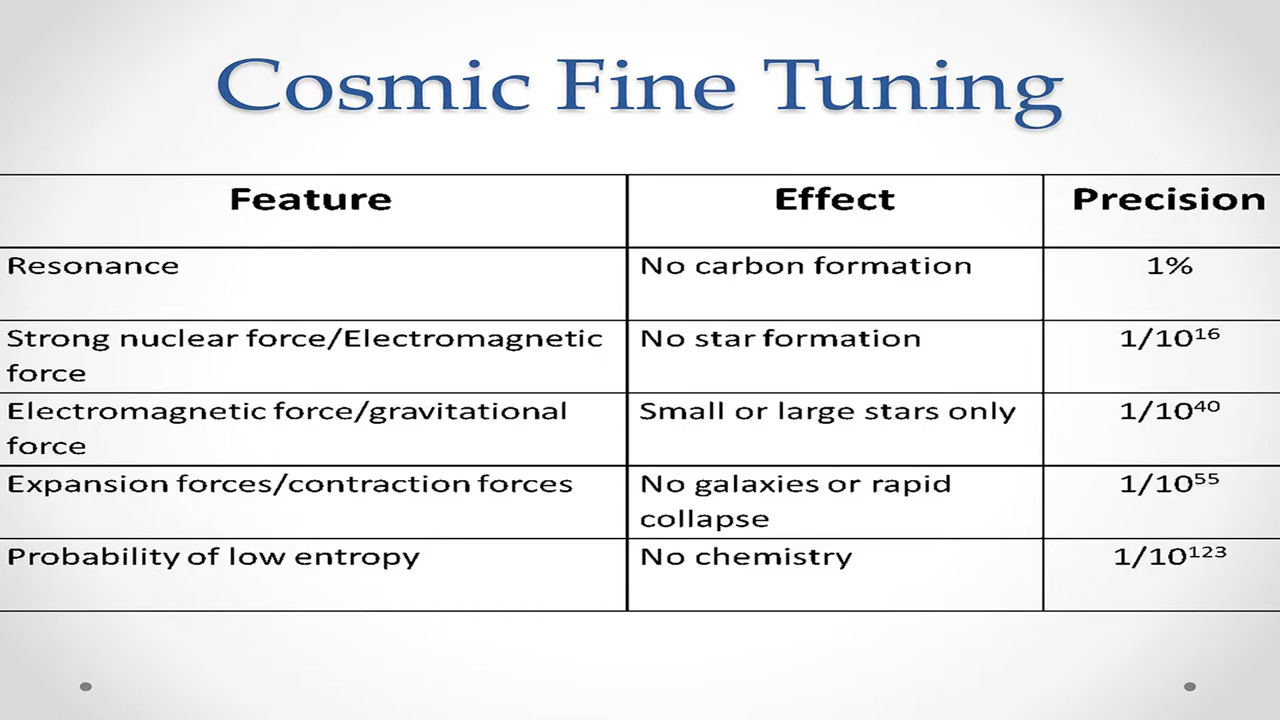 Cosmic Fine Tuning
Feature Effect Precision
Resonance No carbon formation 1%
Strong nuclear force/Electromagnetic force No star formation 1/10¹⁶
Electromagnetic force/gravitational force Small or large stars only 1/10⁴⁰
Expansion forces/contraction forces No galaxies or rapid collapse 1/10⁵⁵
Probability of low entropy No chemistry 1/10¹²³